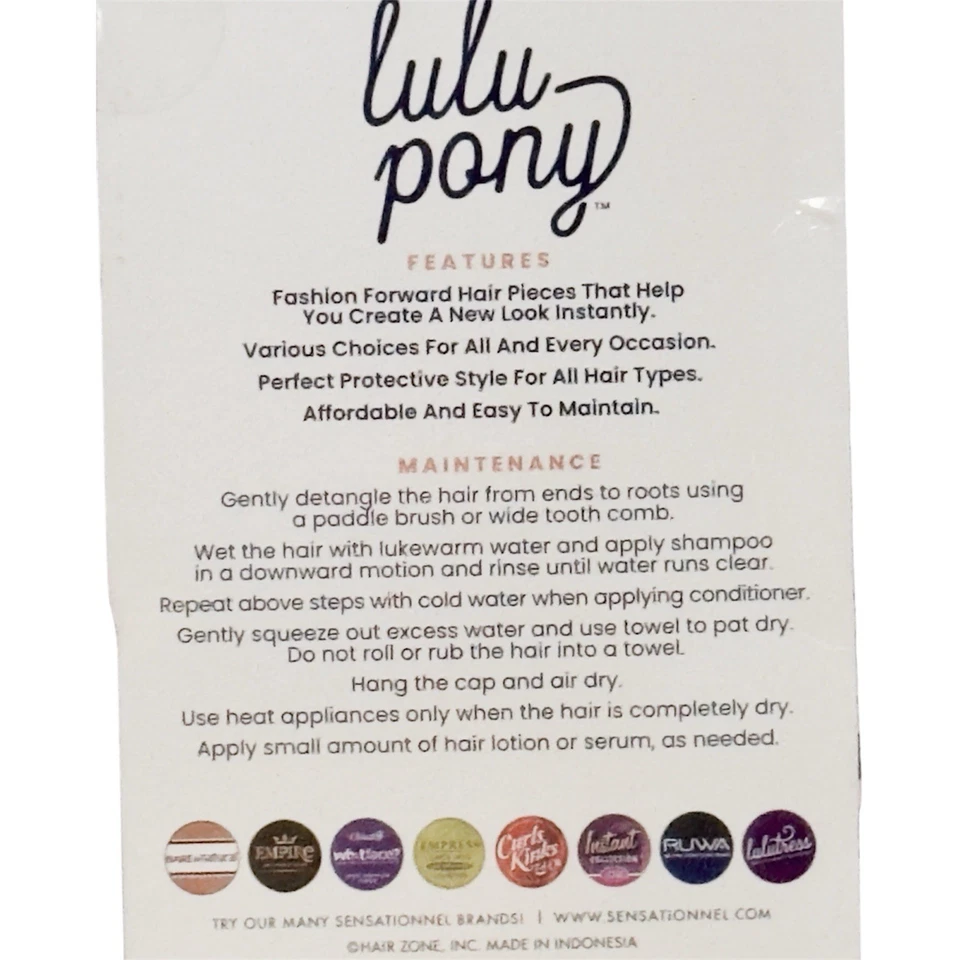 lulu
pony™
FEATURES
Fashion Forward Hair Pieces That Help
You Create A New Look Instantly.
Various Choices For All And Every Occasion.
Perfect Protective Style For All Hair Types.
Affordable And Easy To Maintain.
MAINTENANCE
Gently detangle the hair from ends to roots using
a paddle brush or wide tooth comb.
Wet the hair with lukewarm water and apply shampoo
in a downward motion and rinse until water runs clear.
Repeat above steps with cold water when applying conditioner.
Gently squeeze out excess water and use towel to pat dry.
Do not roll or rub the hair into a towel.
Hang the cap and air dry.
Use heat appliances only when the hair is completely dry.
Apply small amount of hair lotion or serum, as needed.
EMPIRE
what lace?
EMPRESS
Curls
Kinks
Instant
RUWA
lulutress
TRY OUR MANY SENSATIONNEL BRANDS! | WWW.SENSATIONNEL.COM
©HAIR ZONE, INC. MADE IN INDONESIA